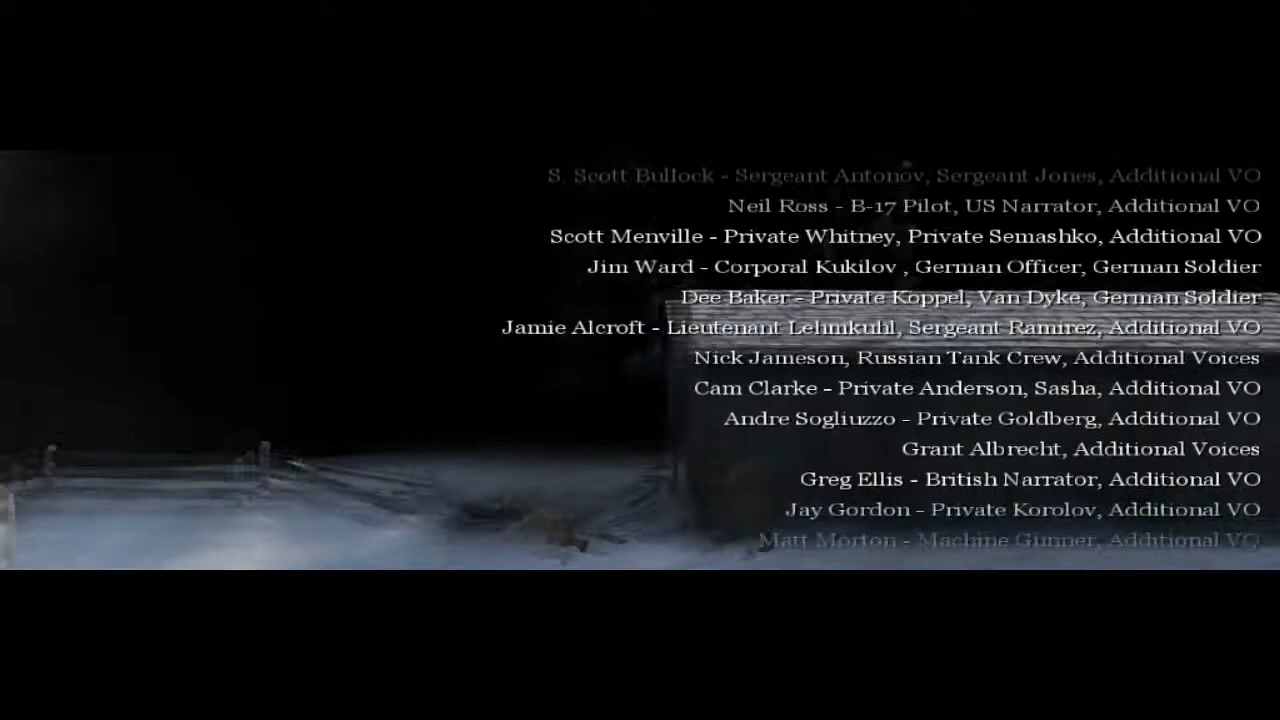 S. Scott Bullock - Sergeant Antonov, Sergeant Jones, Additional VO
Neil Ross - B-17 Pilot, US Narrator, Additional VO
Scott Menville - Private Whitney, Private Semashko, Additional VO
Jim Ward - Corporal Kukilov , German Officer, German Soldier
Dee Baker - Private Koppel, Van Dyke, German Soldier
Jamie Alcroft - Lieutenant Lehmkuhl, Sergeant Ramirez, Additional VO
Nick Jameson, Russian Tank Crew, Additional Voices
Cam Clarke - Private Anderson, Sasha, Additional VO
Andre Sogliuzzo - Private Goldberg, Additional VO
Grant Albrecht, Additional Voices
Greg Ellis - British Narrator, Additional VO
Jay Gordon - Private Korolov, Additional VO
Matt Morton - Machine Gunner, Additional VO